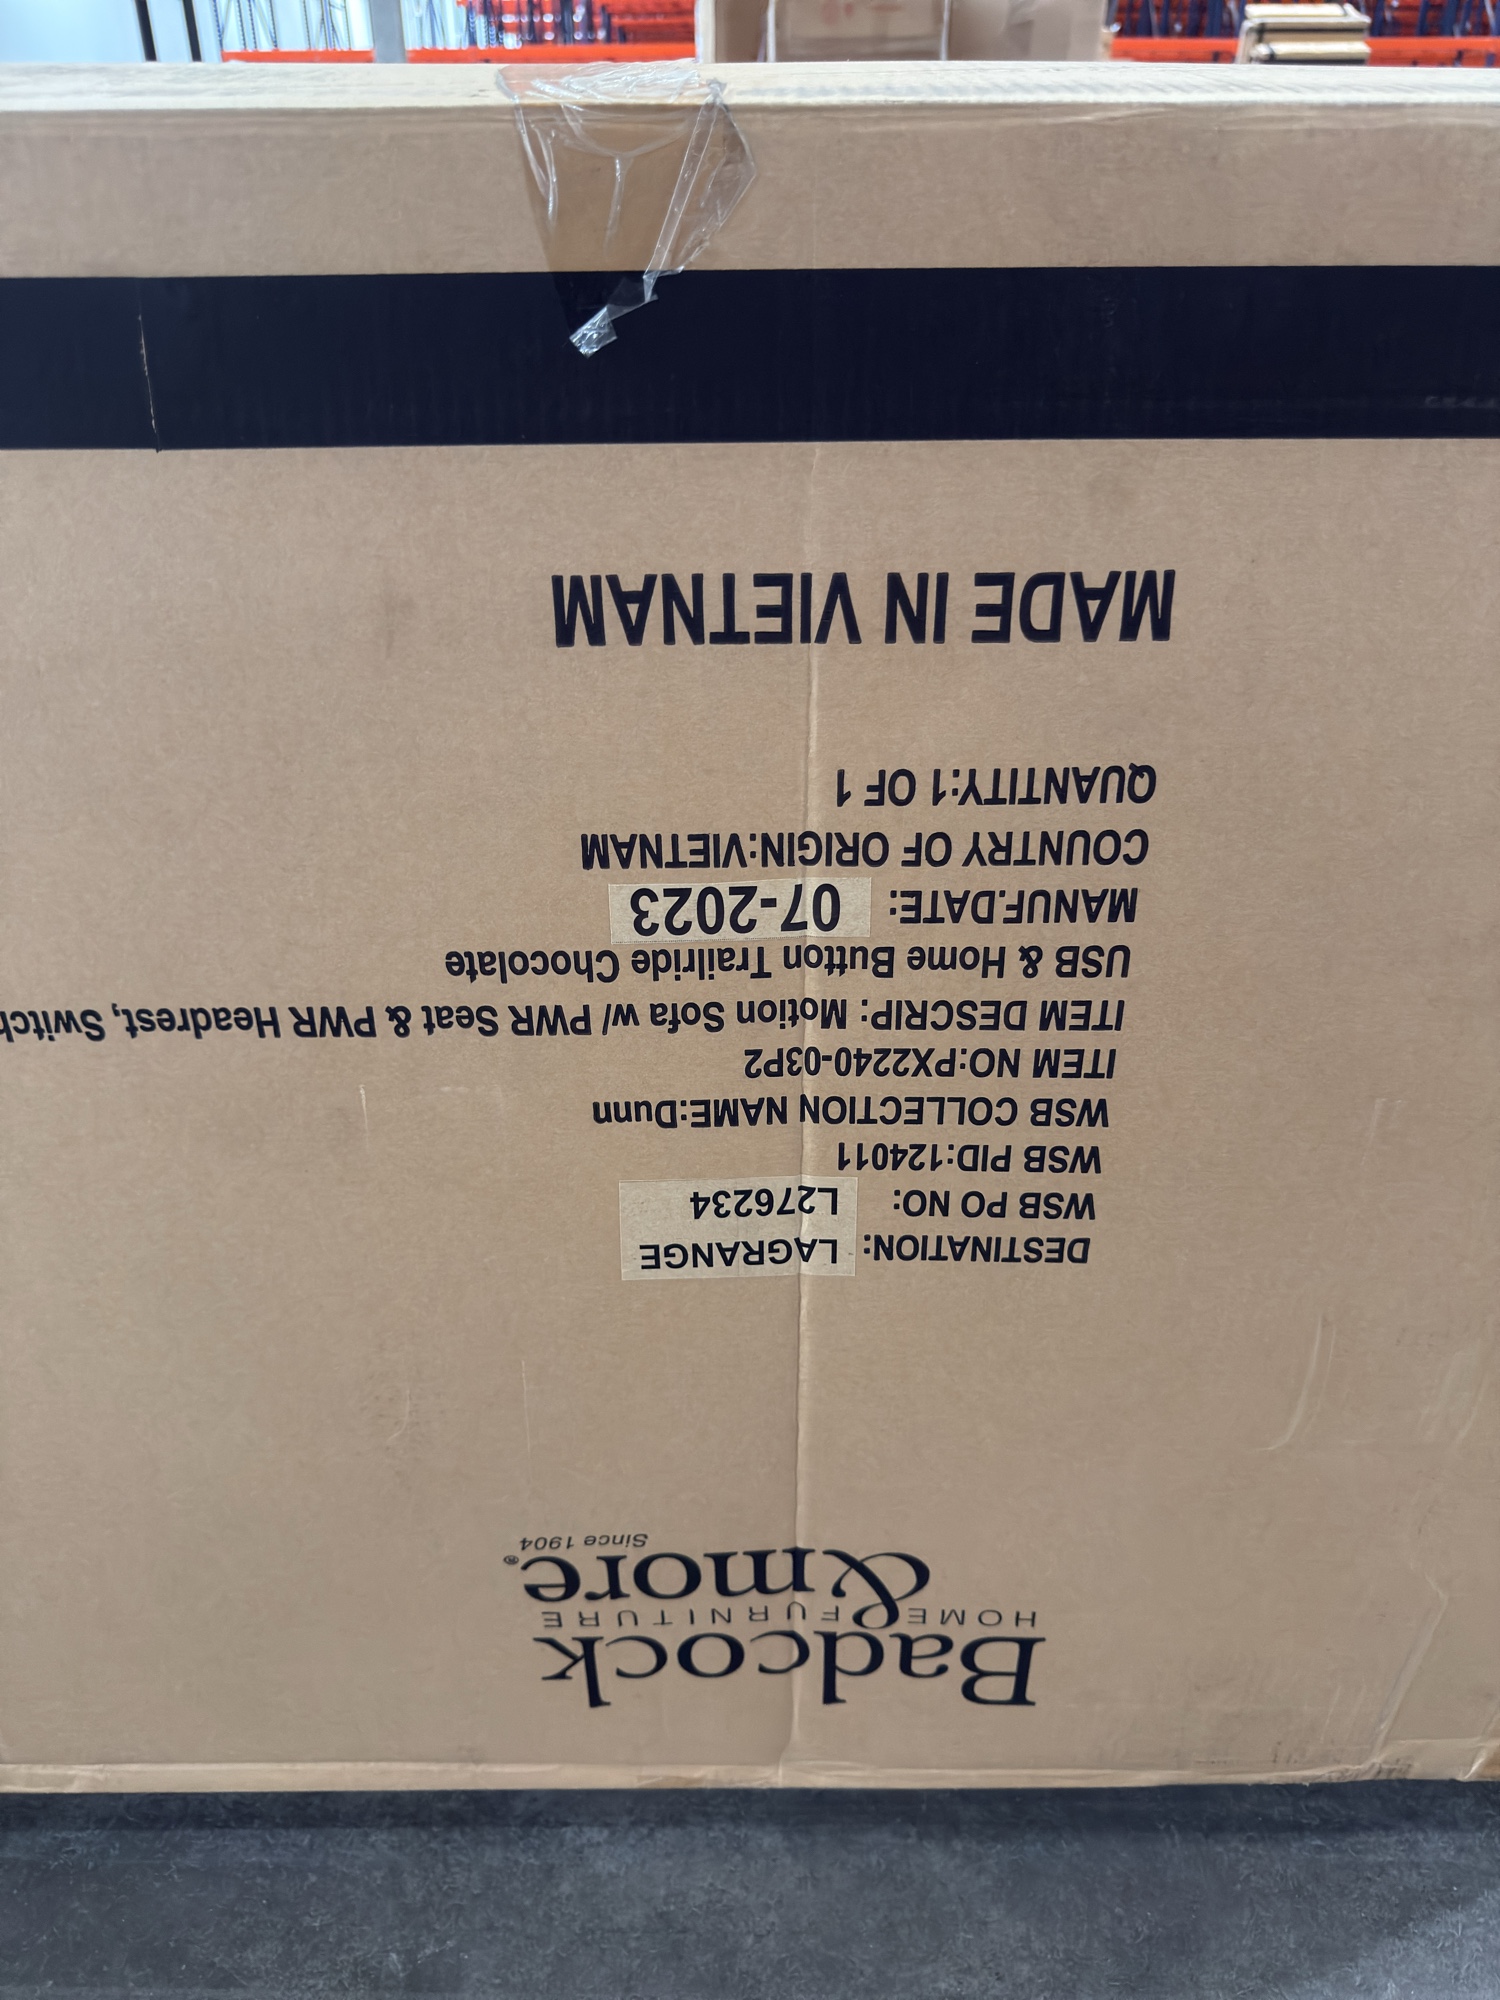 Badcock
HOME FURNITURE
&more®
Since 1904
DESTINATION: LAGRANGE
WSB PO NO: L276234
WSB PID:124011
WSB COLLECTION NAME:Dunn
ITEM NO:PX2240-03P2
ITEM DESCRIP: Motion Sofa w/ PWR Seat & PWR Headrest, Switch
USB & Home Button Trailride Chocolate
MANUF.DATE: 07-2023
COUNTRY OF ORIGIN:VIETNAM
QUANTITY:1 OF 1
MADE IN VIETNAM